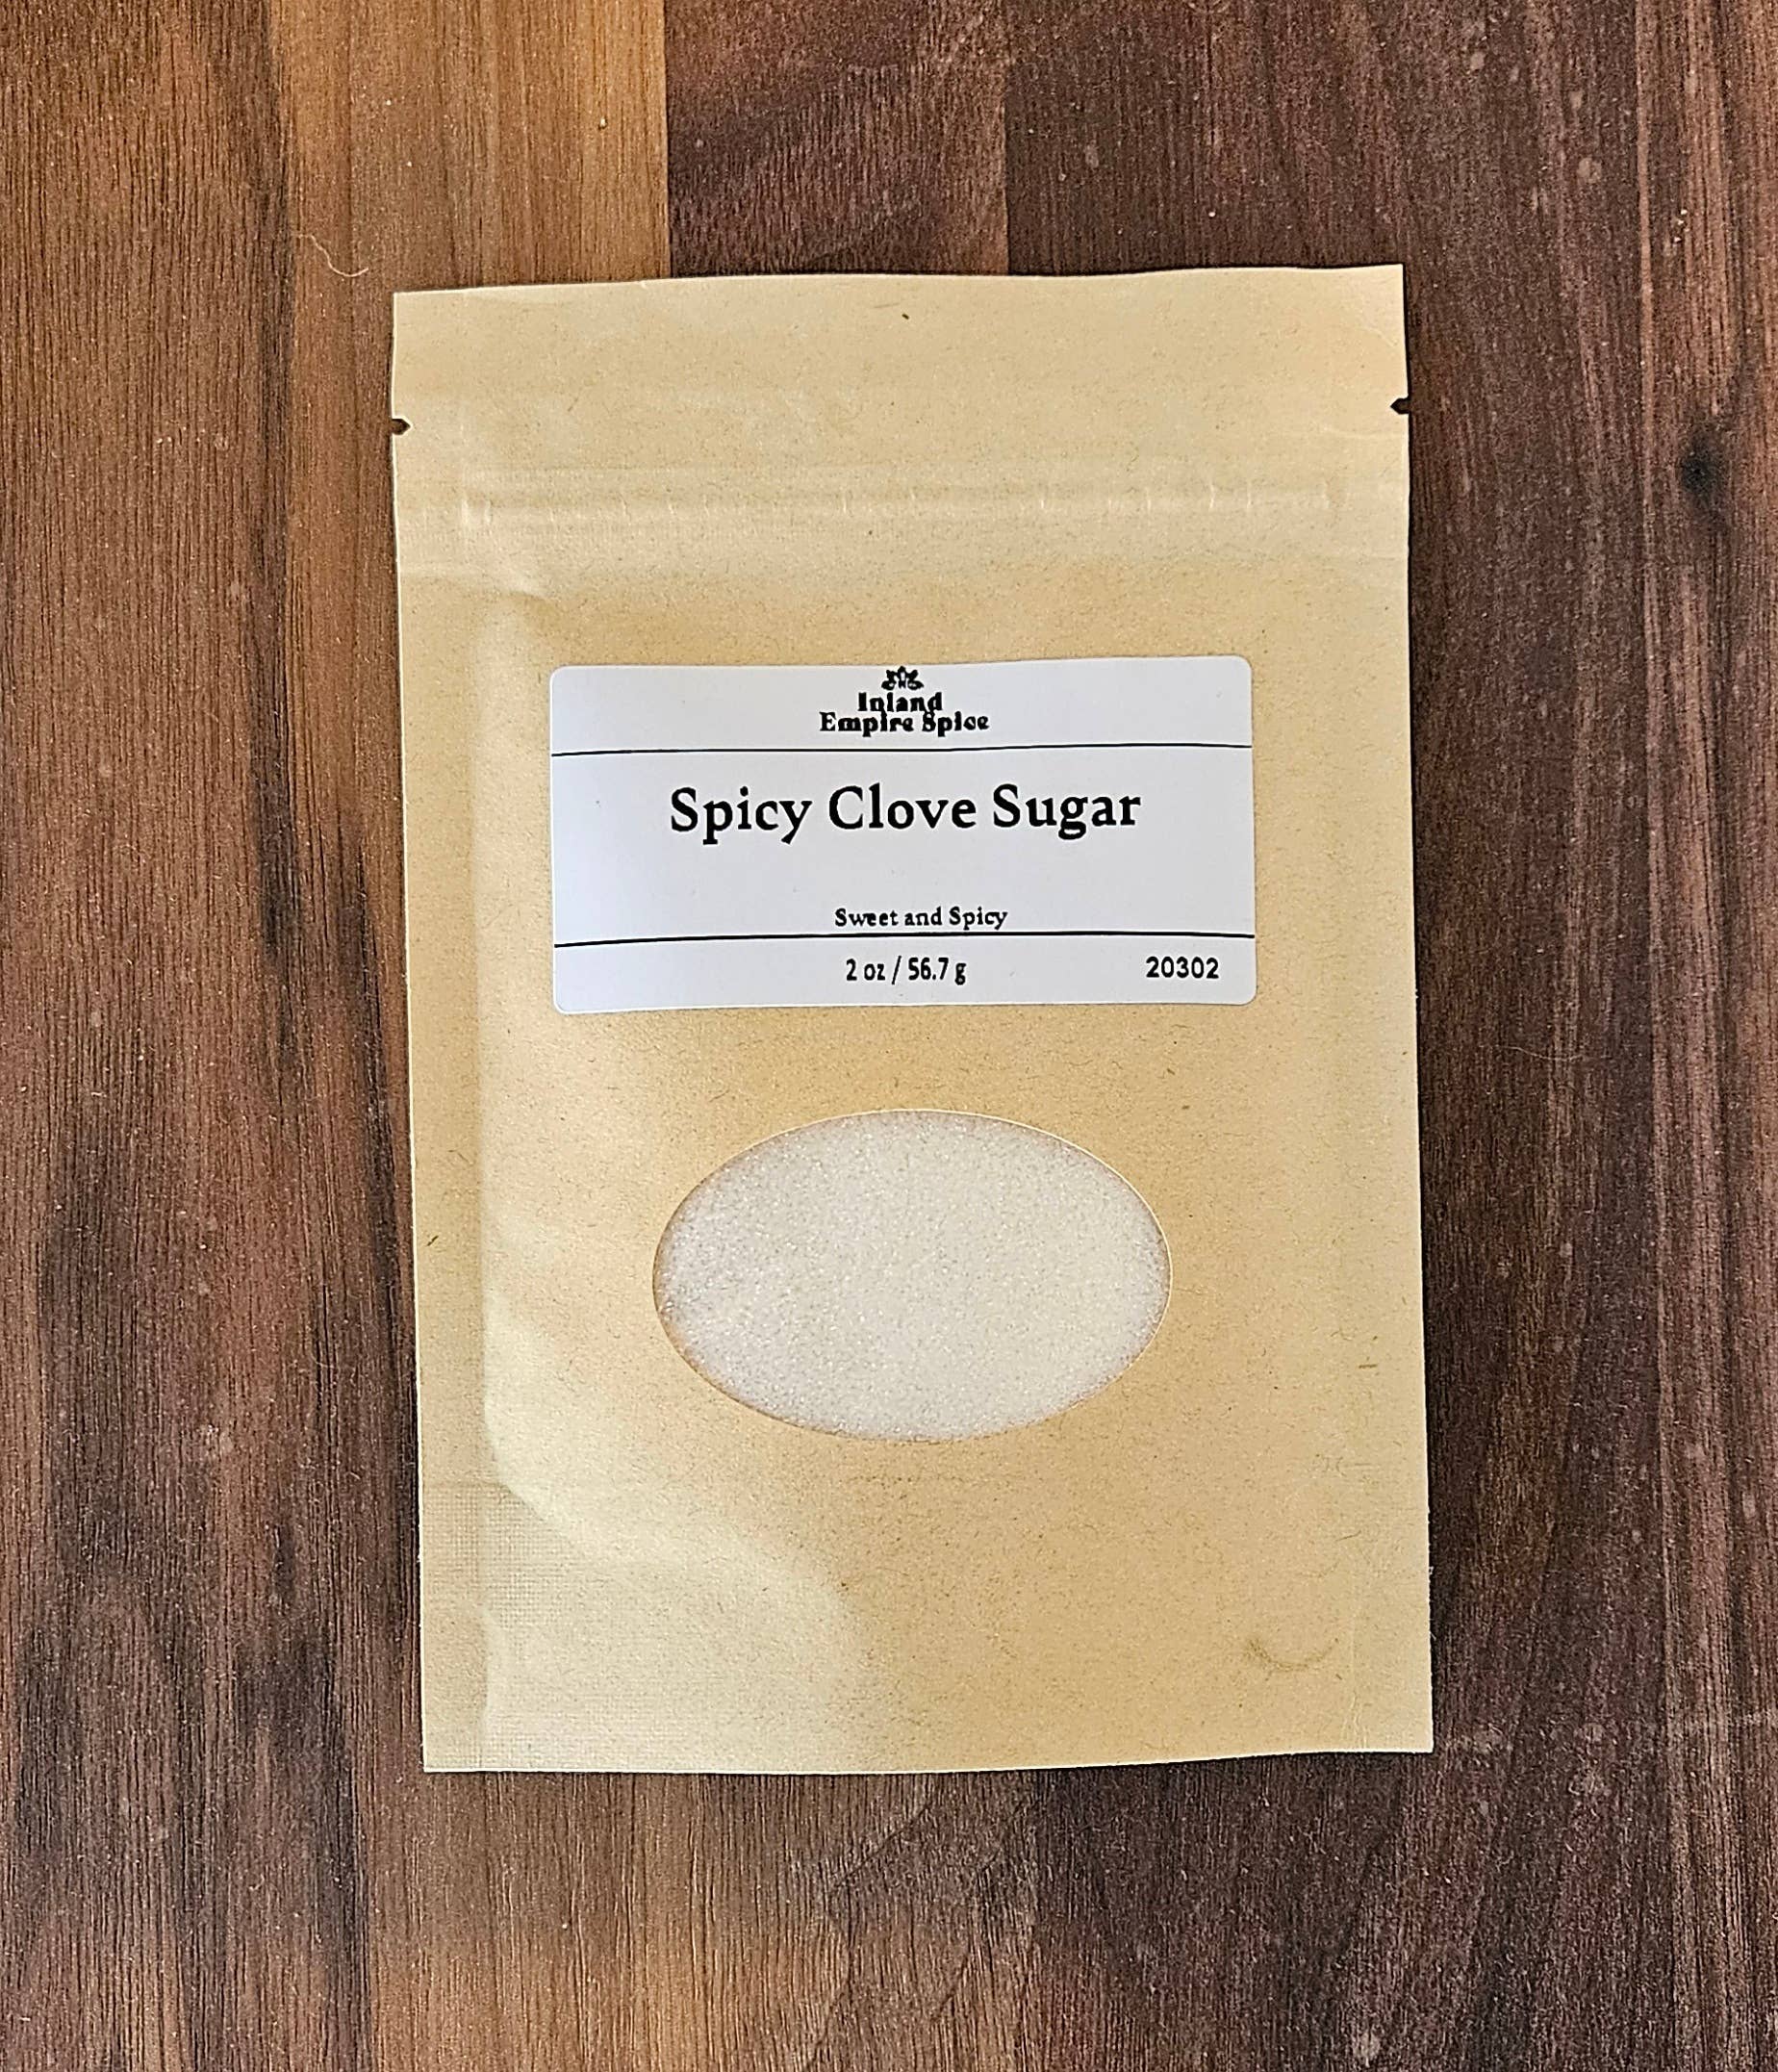 Inland
Empire Spice
Spicy Clove Sugar
Sweet and Spicy
2 oz / 56.7 g 20302